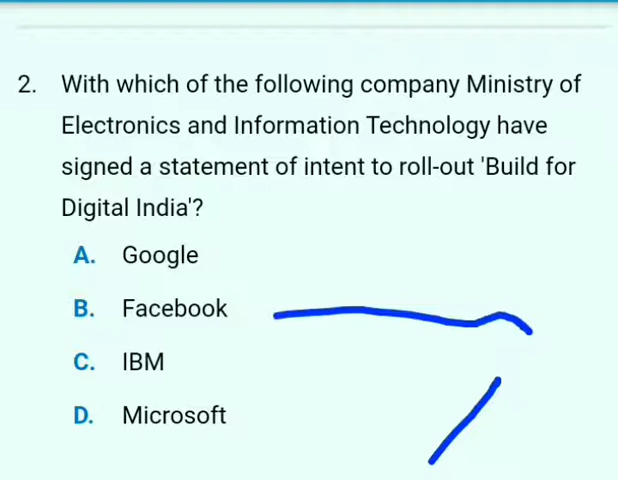 2. With which of the following company Ministry of
Electronics and Information Technology have
signed a statement of intent to roll-out 'Build for
Digital India'?
A. Google
B. Facebook
C. IBM
D. Microsoft